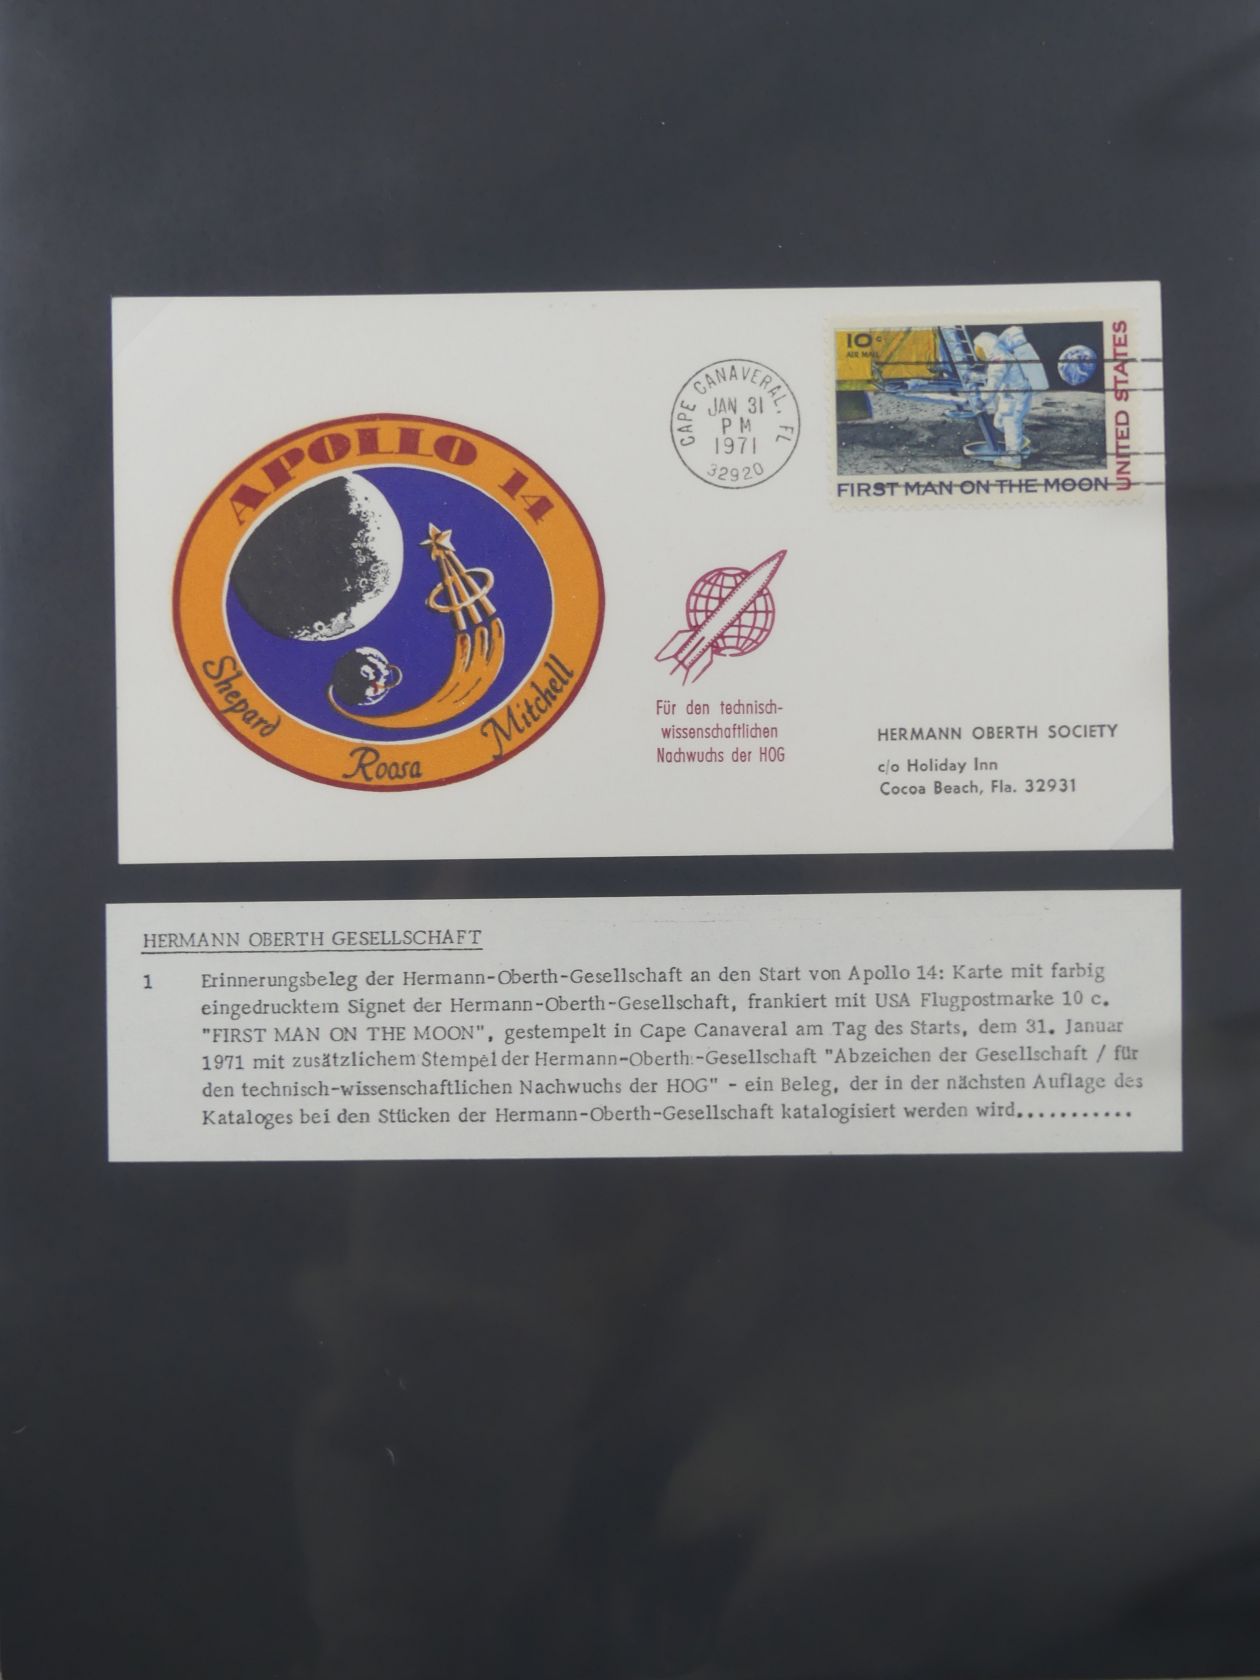 APOLLO 14
Shepard
Roosa
Mitchell
CAPE CANAVERAL, FL
JAN 31
PM
1971
32920
10c
AIR MAIL
UNITED STATES
FIRST MAN ON THE MOON
Für den technisch-
wissenschaftlichen
Nachwuchs der HOG
HERMANN OBERTH SOCIETY
c/o Holiday Inn
Cocoa Beach, Fla. 32931
HERMANN OBERTH GESELLSCHAFT
1 Erinnerungsbeleg der Hermann-Oberth-Gesellschaft an den Start von Apollo 14: Karte mit farbig
eingedrucktem Signet der Hermann-Oberth-Gesellschaft, frankiert mit USA Flugpostmarke 10 c.
"FIRST MAN ON THE MOON", gestempelt in Cape Canaveral am Tag des Starts, dem 31. Januar
1971 mit zusätzlichem Stempel der Hermann-Oberth-Gesellschaft "Abzeichen der Gesellschaft / für
den technisch-wissenschaftlichen Nachwuchs der HOG" - ein Beleg, der in der nächsten Auflage des
Kataloges bei den Stücken der Hermann-Oberth-Gesellschaft katalogisiert werden wird...........